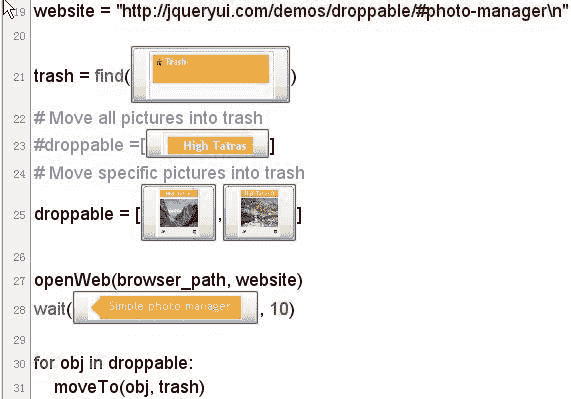 19 website = "http://jqueryui.com/demos/droppable/#photo-manager\n"
20
21 trash = find( Trash )
22 # Move all pictures into trash
23 #droppable =[ High Tatras ]
24 # Move specific pictures into trash
25 droppable = [ High Tatras , High Tatras ]
26
27 openWeb(browser_path, website)
28 wait( Simple photo manager , 10)
29
30 for obj in droppable:
31 moveTo(obj, trash)